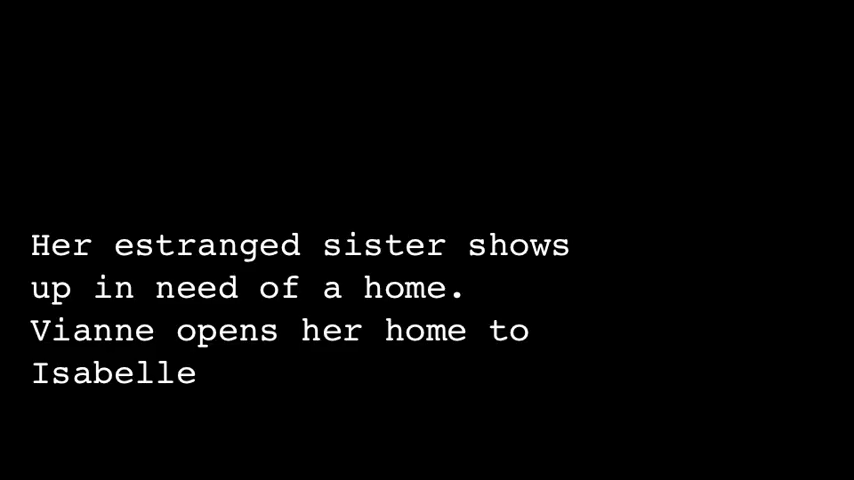 Her estranged sister shows
up in need of a home.
Vianne opens her home to
Isabelle